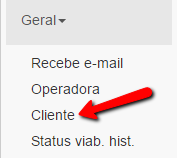 Geral
Recebe e-mail
Operadora
Cliente
Status viab. hist.